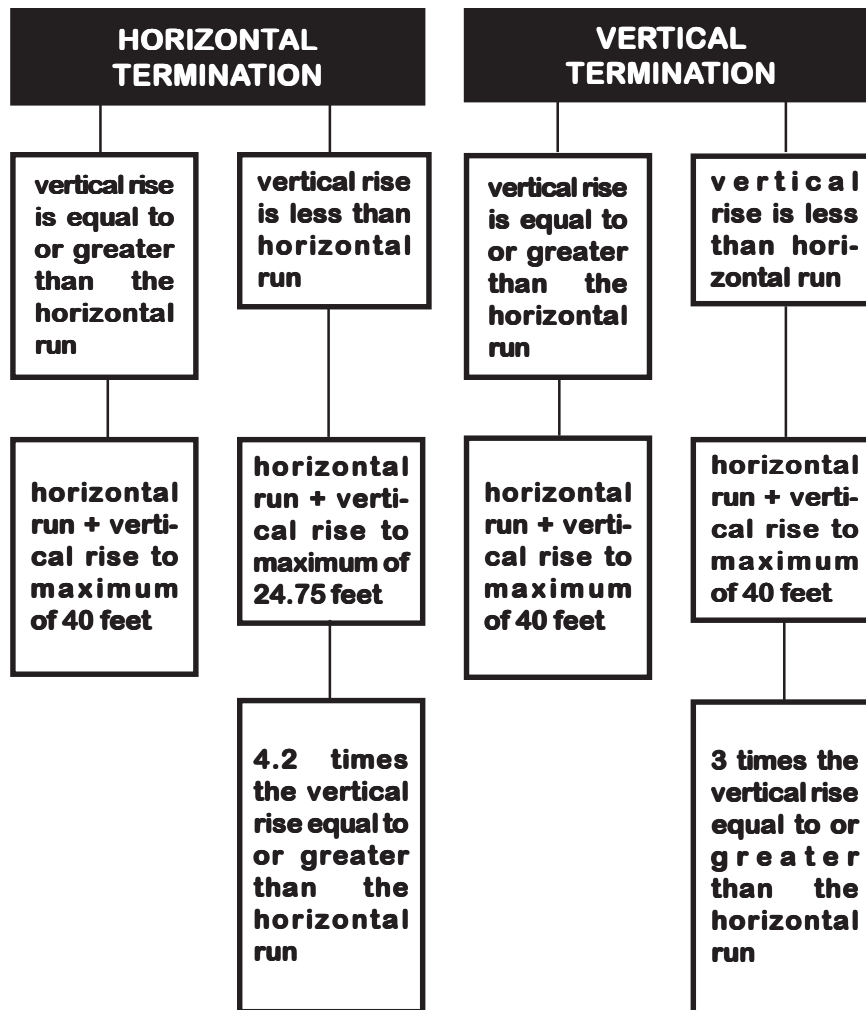 HORIZONTAL
TERMINATION
vertical rise
is equal to
or greater
than the
horizontal
run
horizontal
run + verti-
cal rise to
maximum
of 40 feet
vertical rise
is less than
horizontal
run
horizontal
run + verti-
cal rise to
maximum of
24.75 feet
4.2 times
the vertical
rise equal to
or greater
than the
horizontal
run
VERTICAL
TERMINATION
vertical rise
is equal to
or greater
than the
horizontal
run
horizontal
run + verti-
cal rise to
maximum
of 40 feet
vertical
rise is less
than hori-
zontal run
horizontal
run + verti-
cal rise to
maximum
of 40 feet
3 times the
vertical rise
equal to or
greater
than the
horizontal
run